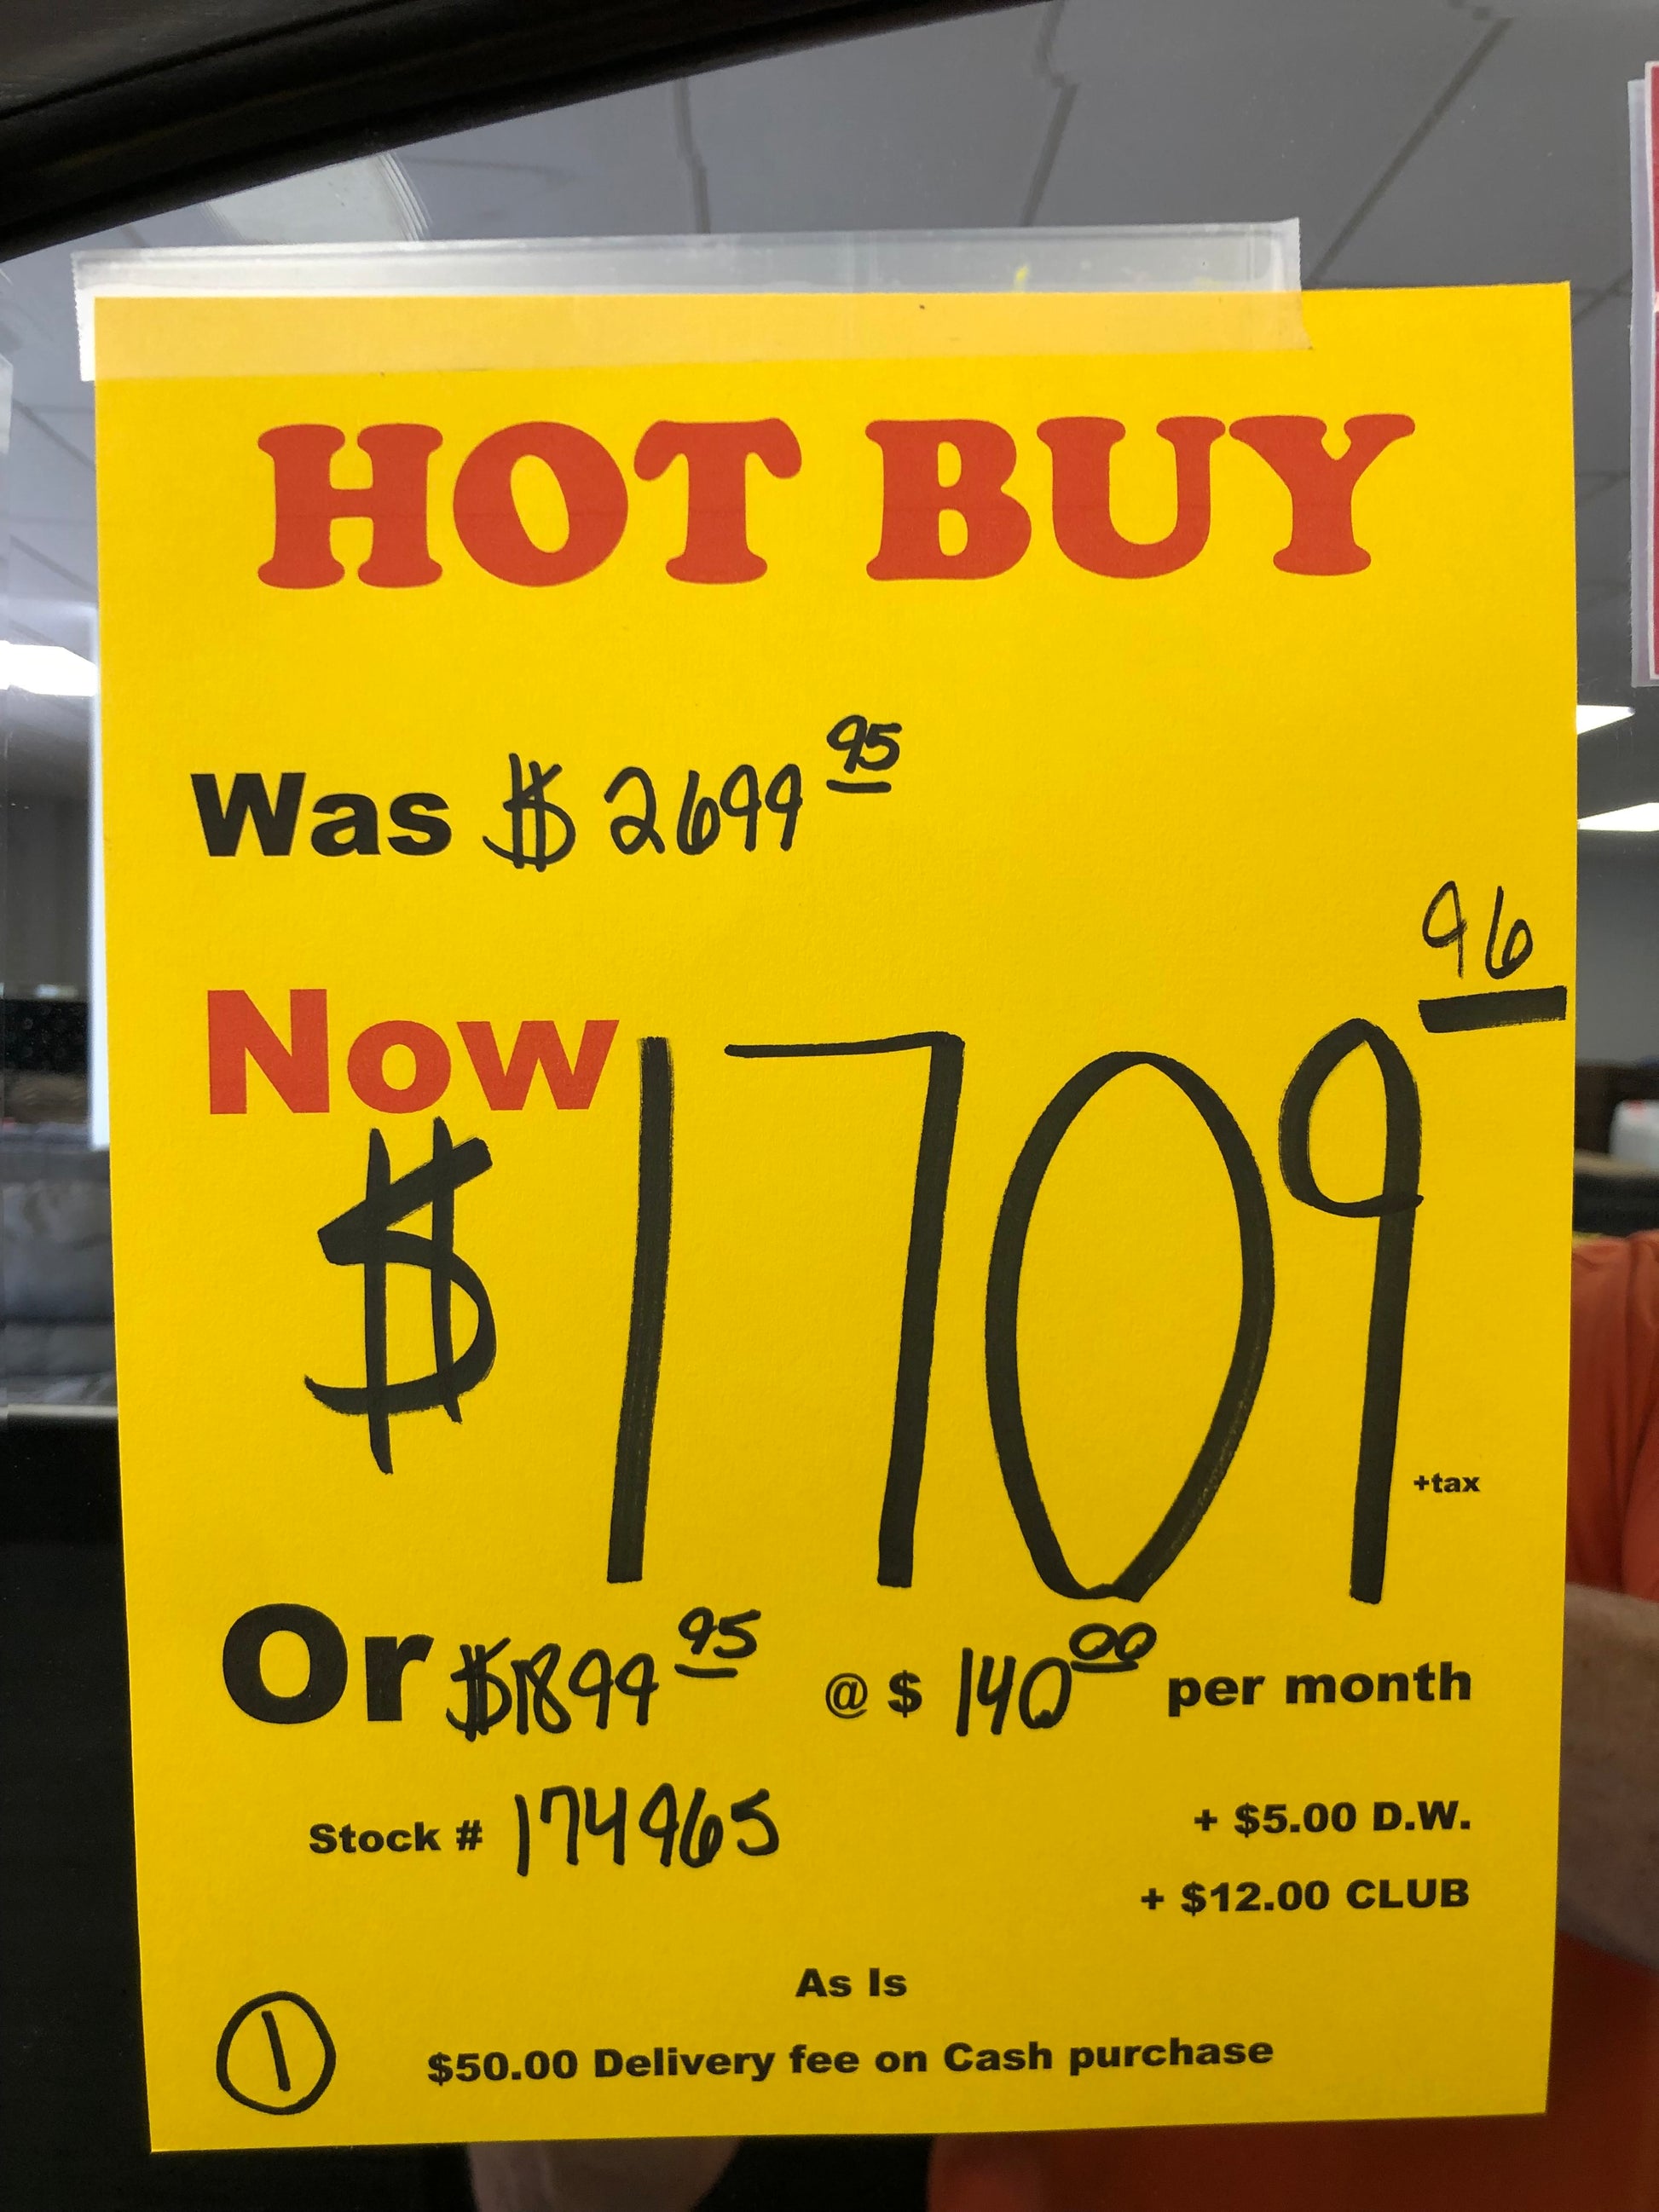 HOT BUY
Was $ 2699 95
Now $ 1709 96
+tax
Or $1899 95 @ $ 140 00 per month
Stock # 174965
+ $5.00 D.W.
+ $12.00 CLUB
As Is
1
$50.00 Delivery fee on Cash purchase